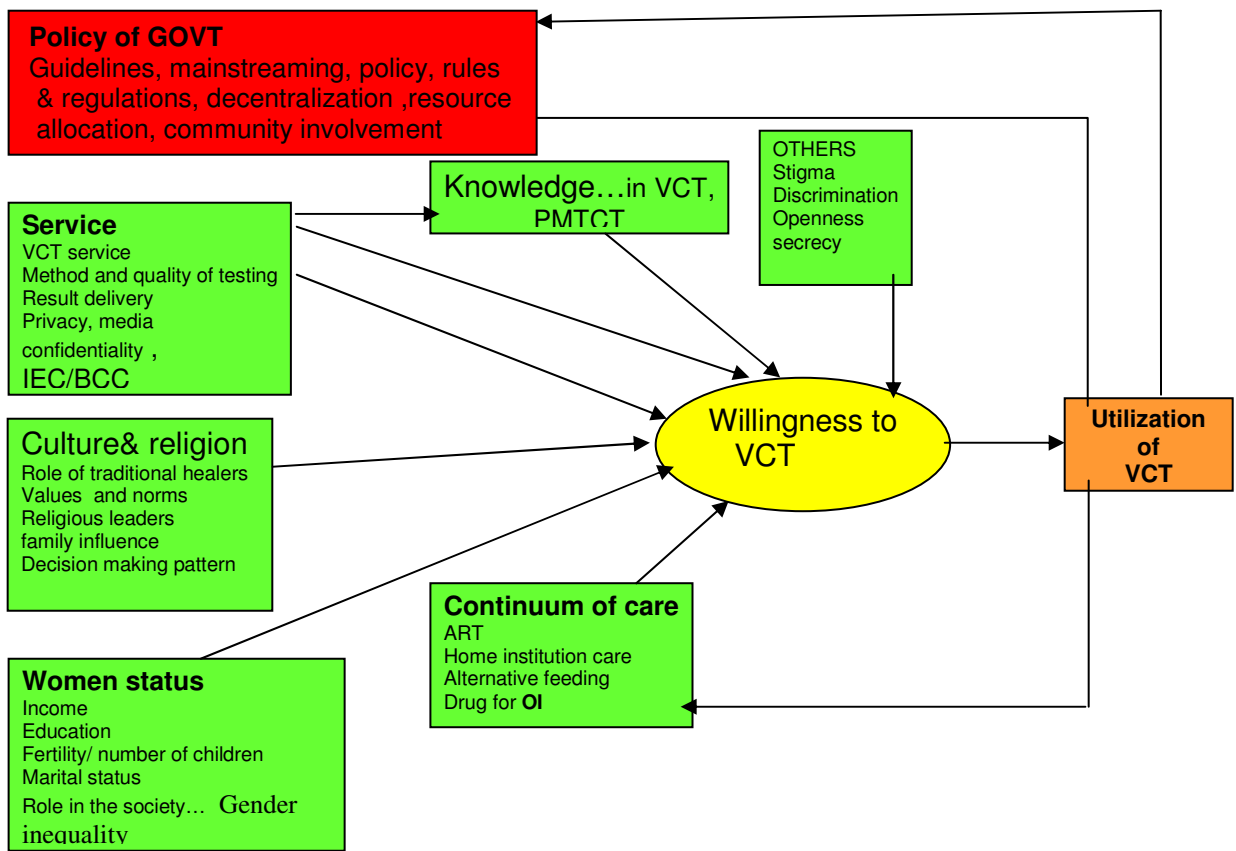 Policy of GOVT
Guidelines, mainstreaming, policy, rules
& regulations, decentralization ,resource
allocation, community involvement
OTHERS
Stigma
Discrimination
Openness
secrecy
Knowledge…in VCT,
PMTCT
Service
VCT service
Method and quality of testing
Result delivery
Privacy, media
confidentiality ,
IEC/BCC
Culture& religion
Role of traditional healers
Values and norms
Religious leaders
family influence
Decision making pattern
Willingness to
VCT
Utilization
of
VCT
Continuum of care
ART
Home institution care
Alternative feeding
Drug for OI
Women status
Income
Education
Fertility/ number of children
Marital status
Role in the society… Gender
inequality